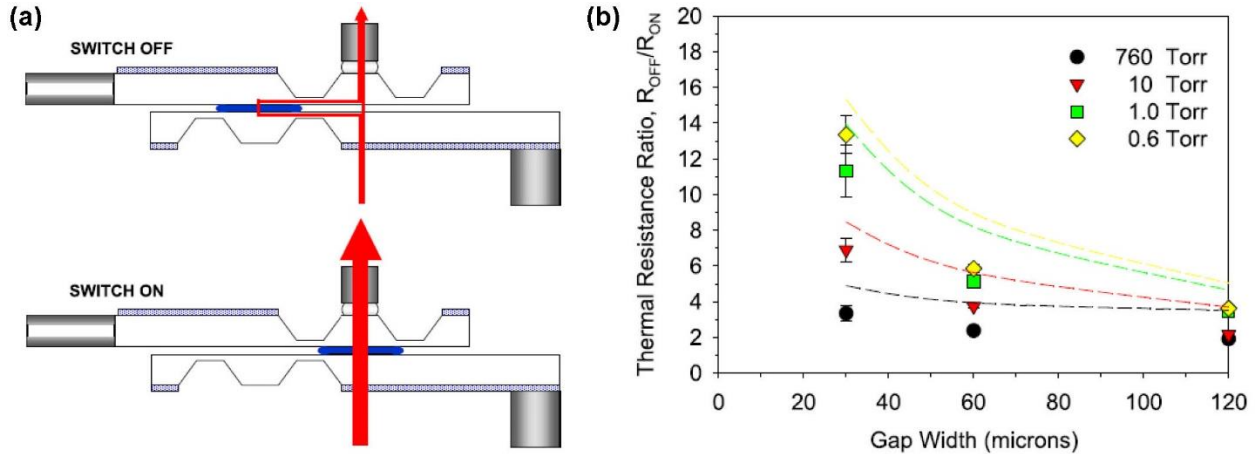 (a)
SWITCH OFF
SWITCH ON
(b)
Thermal Resistance Ratio, R_OFF/R_ON
20
18
16
14
12
10
8
6
4
2
0
760 Torr
10 Torr
1.0 Torr
0.6 Torr
0 20 40 60 80 100 120
Gap Width (microns)